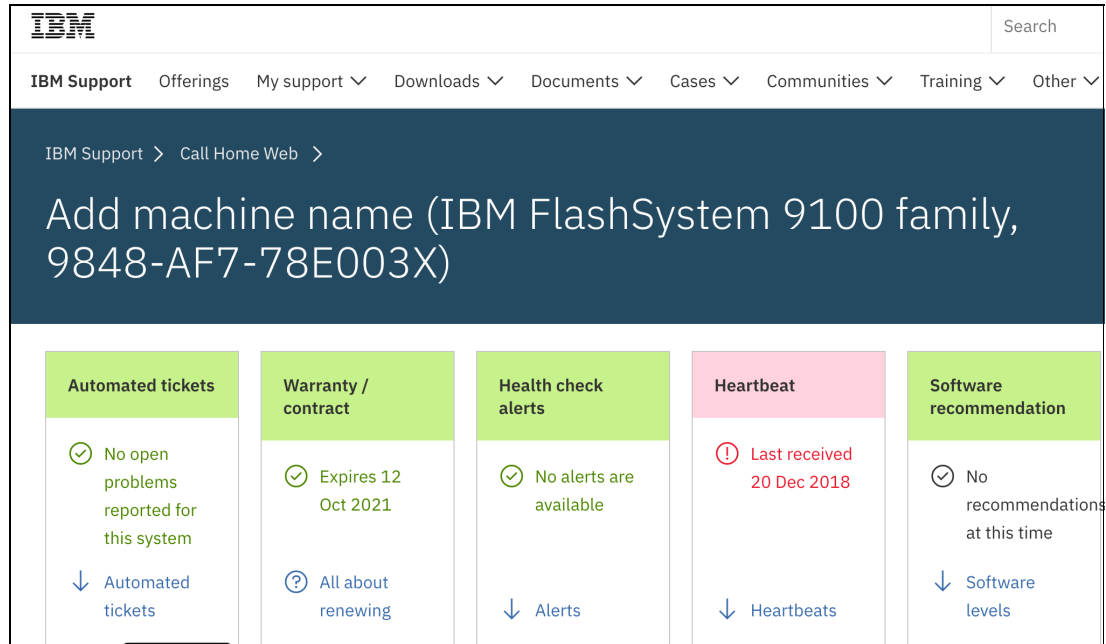 IBM
Search
IBM Support Offerings My support Downloads Documents Cases Communities Training Other
IBM Support > Call Home Web >
Add machine name (IBM FlashSystem 9100 family,
9848-AF7-78E003X)
Automated tickets
No open
problems
reported for
this system
Automated
tickets
Warranty /
contract
Expires 12
Oct 2021
All about
renewing
Health check
alerts
No alerts are
available
Alerts
Heartbeat
Last received
20 Dec 2018
Heartbeats
Software
recommendation
No
recommendations
at this time
Software
levels